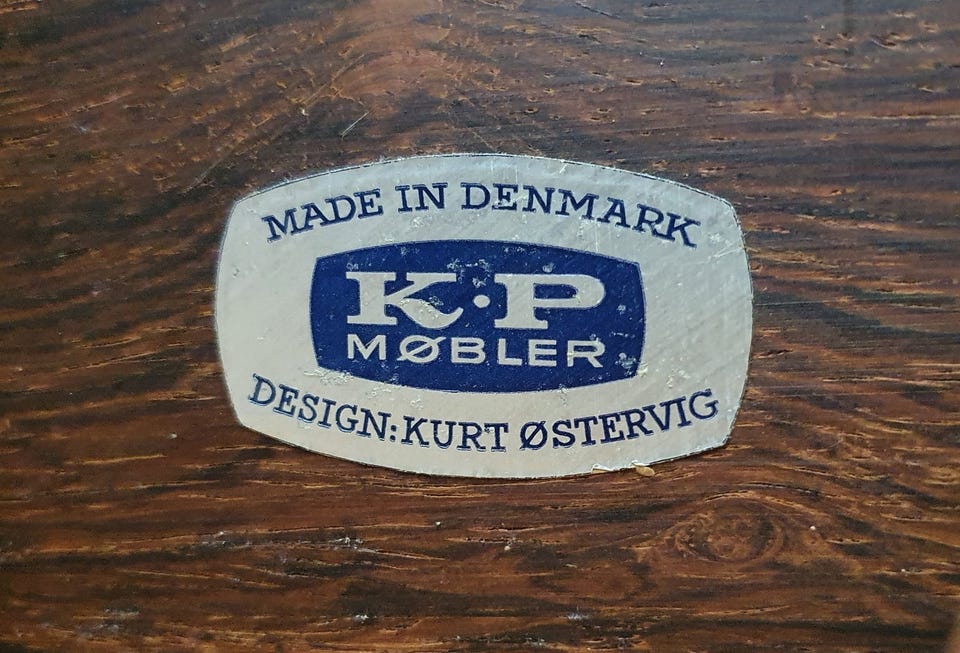 MADE IN DENMARK
K·P
MØBLER
DESIGN: KURT ØSTERVIG